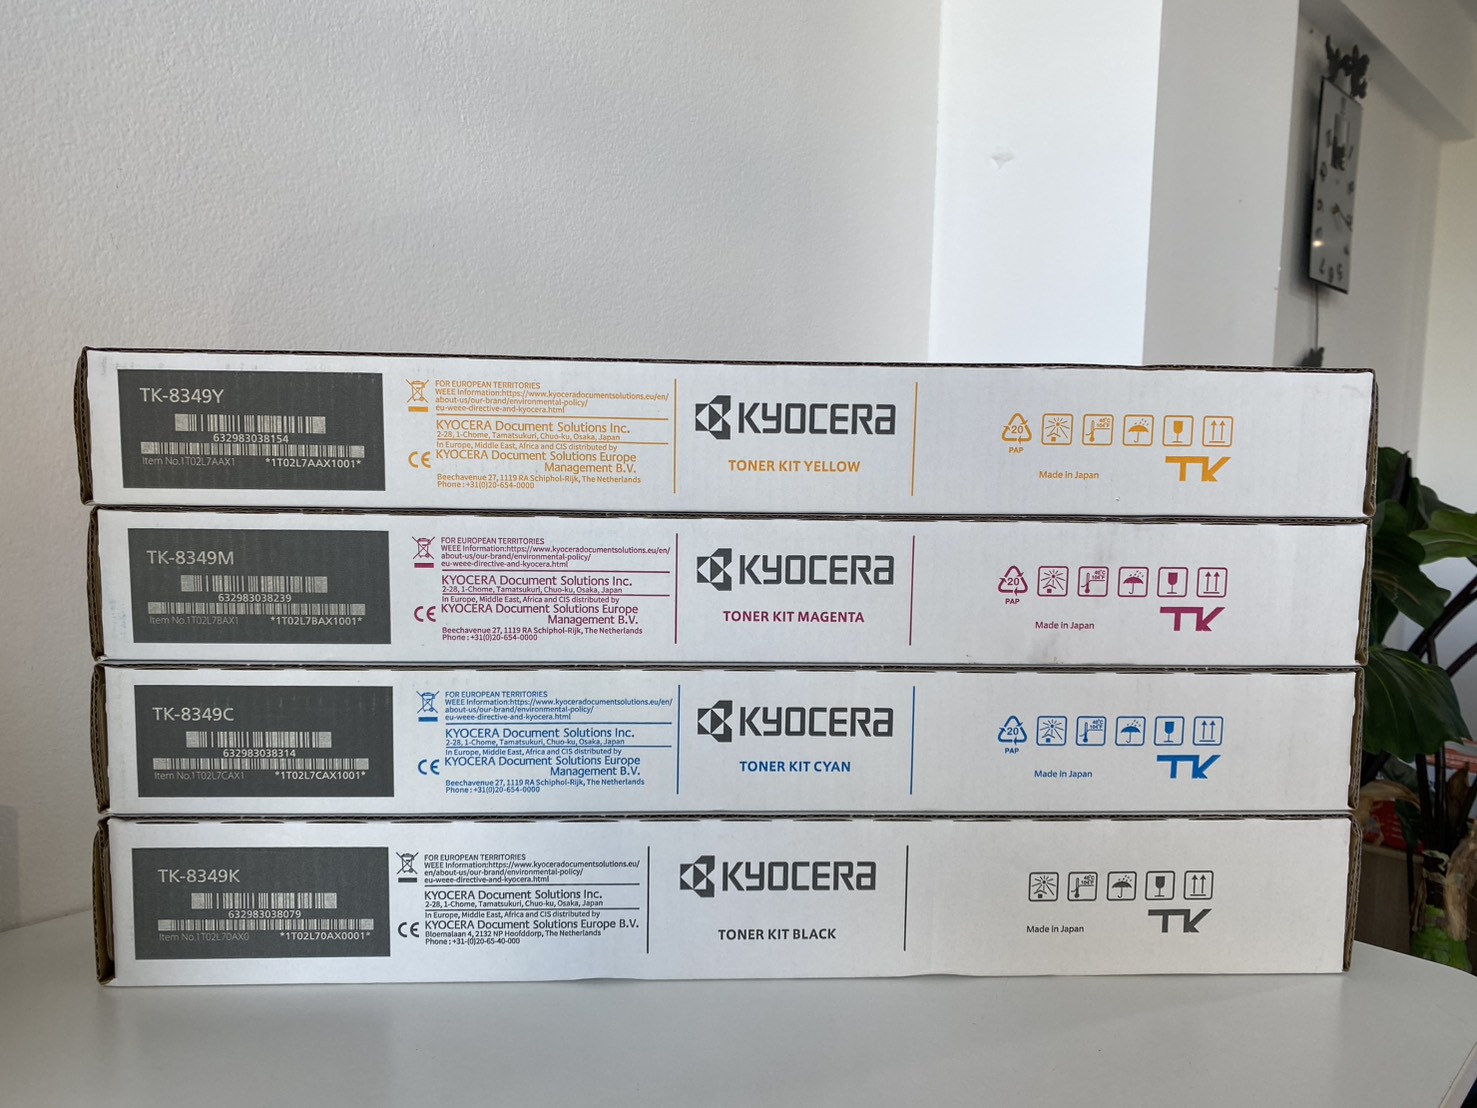 TK-8349Y
632983038154
Item No.1T02L7AAX1 *1T02L7AAX1001*
FOR EUROPEAN TERRITORIES
WEEE Information:https://www.kyoceradocumentsolutions.eu/en/
about-us/our-brand/environmental-policy/
eu-weee-directive-and-kyocera.html
KYOCERA Document Solutions Inc.
2-28, 1-Chome, Tamatsukuri, Chuo-ku, Osaka, Japan
In Europe, Middle East, Africa and CIS distributed by
CE KYOCERA Document Solutions Europe
Management B.V.
Beechavenue 27, 1119 RA Schiphol-Rijk, The Netherlands
Phone : +31(0)20-654-0000
KYOCERA
TONER KIT YELLOW
20
PAP
40°C
104°F
Made in Japan
TK
TK-8349M
632983038239
Item No.1T02L7BAX1 *1T02L7BAX1001*
FOR EUROPEAN TERRITORIES
WEEE Information:https://www.kyoceradocumentsolutions.eu/en/
about-us/our-brand/environmental-policy/
eu-weee-directive-and-kyocera.html
KYOCERA Document Solutions Inc.
2-28, 1-Chome, Tamatsukuri, Chuo-ku, Osaka, Japan
In Europe, Middle East, Africa and CIS distributed by
CE KYOCERA Document Solutions Europe
Management B.V.
Beechavenue 27, 1119 RA Schiphol-Rijk, The Netherlands
Phone : +31(0)20-654-0000
KYOCERA
TONER KIT MAGENTA
20
PAP
40°C
104°F
Made in Japan
TK
TK-8349C
632983038314
Item No.1T02L7CAX1 *1T02L7CAX1001*
FOR EUROPEAN TERRITORIES
WEEE Information:https://www.kyoceradocumentsolutions.eu/en/
about-us/our-brand/environmental-policy/
eu-weee-directive-and-kyocera.html
KYOCERA Document Solutions Inc.
2-28, 1-Chome, Tamatsukuri, Chuo-ku, Osaka, Japan
In Europe, Middle East, Africa and CIS distributed by
CE KYOCERA Document Solutions Europe
Management B.V.
Beechavenue 27, 1119 RA Schiphol-Rijk, The Netherlands
Phone : +31(0)20-654-0000
KYOCERA
TONER KIT CYAN
20
PAP
40°C
104°F
Made in Japan
TK
TK-8349K
632983038079
Item No.1T02L70AX0 *1T02L70AX0001*
FOR EUROPEAN TERRITORIES
WEEE Information:https://www.kyoceradocumentsolutions.eu/
en/about-us/our-brand/environmental-policy/
eu-weee-directive-and-kyocera.html
KYOCERA Document Solutions Inc.
2-28, 1-Chome, Tamatsukuri, Chuo-ku, Osaka, Japan
In Europe, Middle East, Africa and CIS distributed by
CE KYOCERA Document Solutions Europe B.V.
Bloemalaan 4, 2132 NP Hoofddorp, The Netherlands
Phone : +31-(0)20-65-40-000
KYOCERA
TONER KIT BLACK
40°C
104°F
Made in Japan
TK